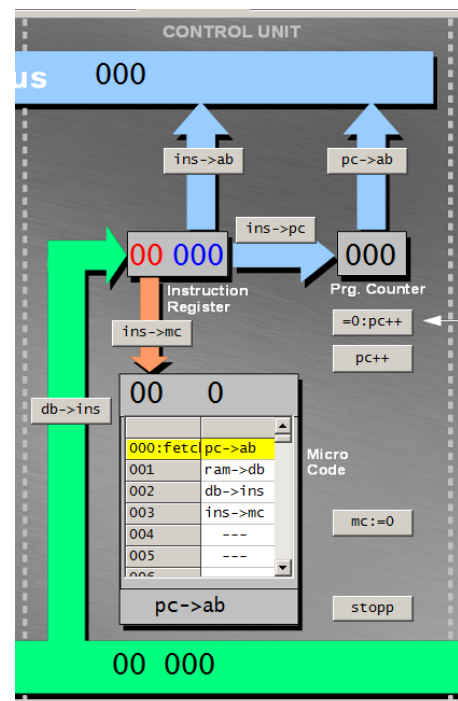 CONTROL UNIT
us 000
ins->ab
pc->ab
ins->pc
00 000
000
Instruction
Register
Prg. Counter
=0:pc++
ins->mc
pc++
00 0
db->ins
000:fetcl pc->ab
001 ram->db
002 db->ins
003 ins->mc
004 ---
005 ---
Micro
Code
mc:=0
pc->ab
stopp
00 000